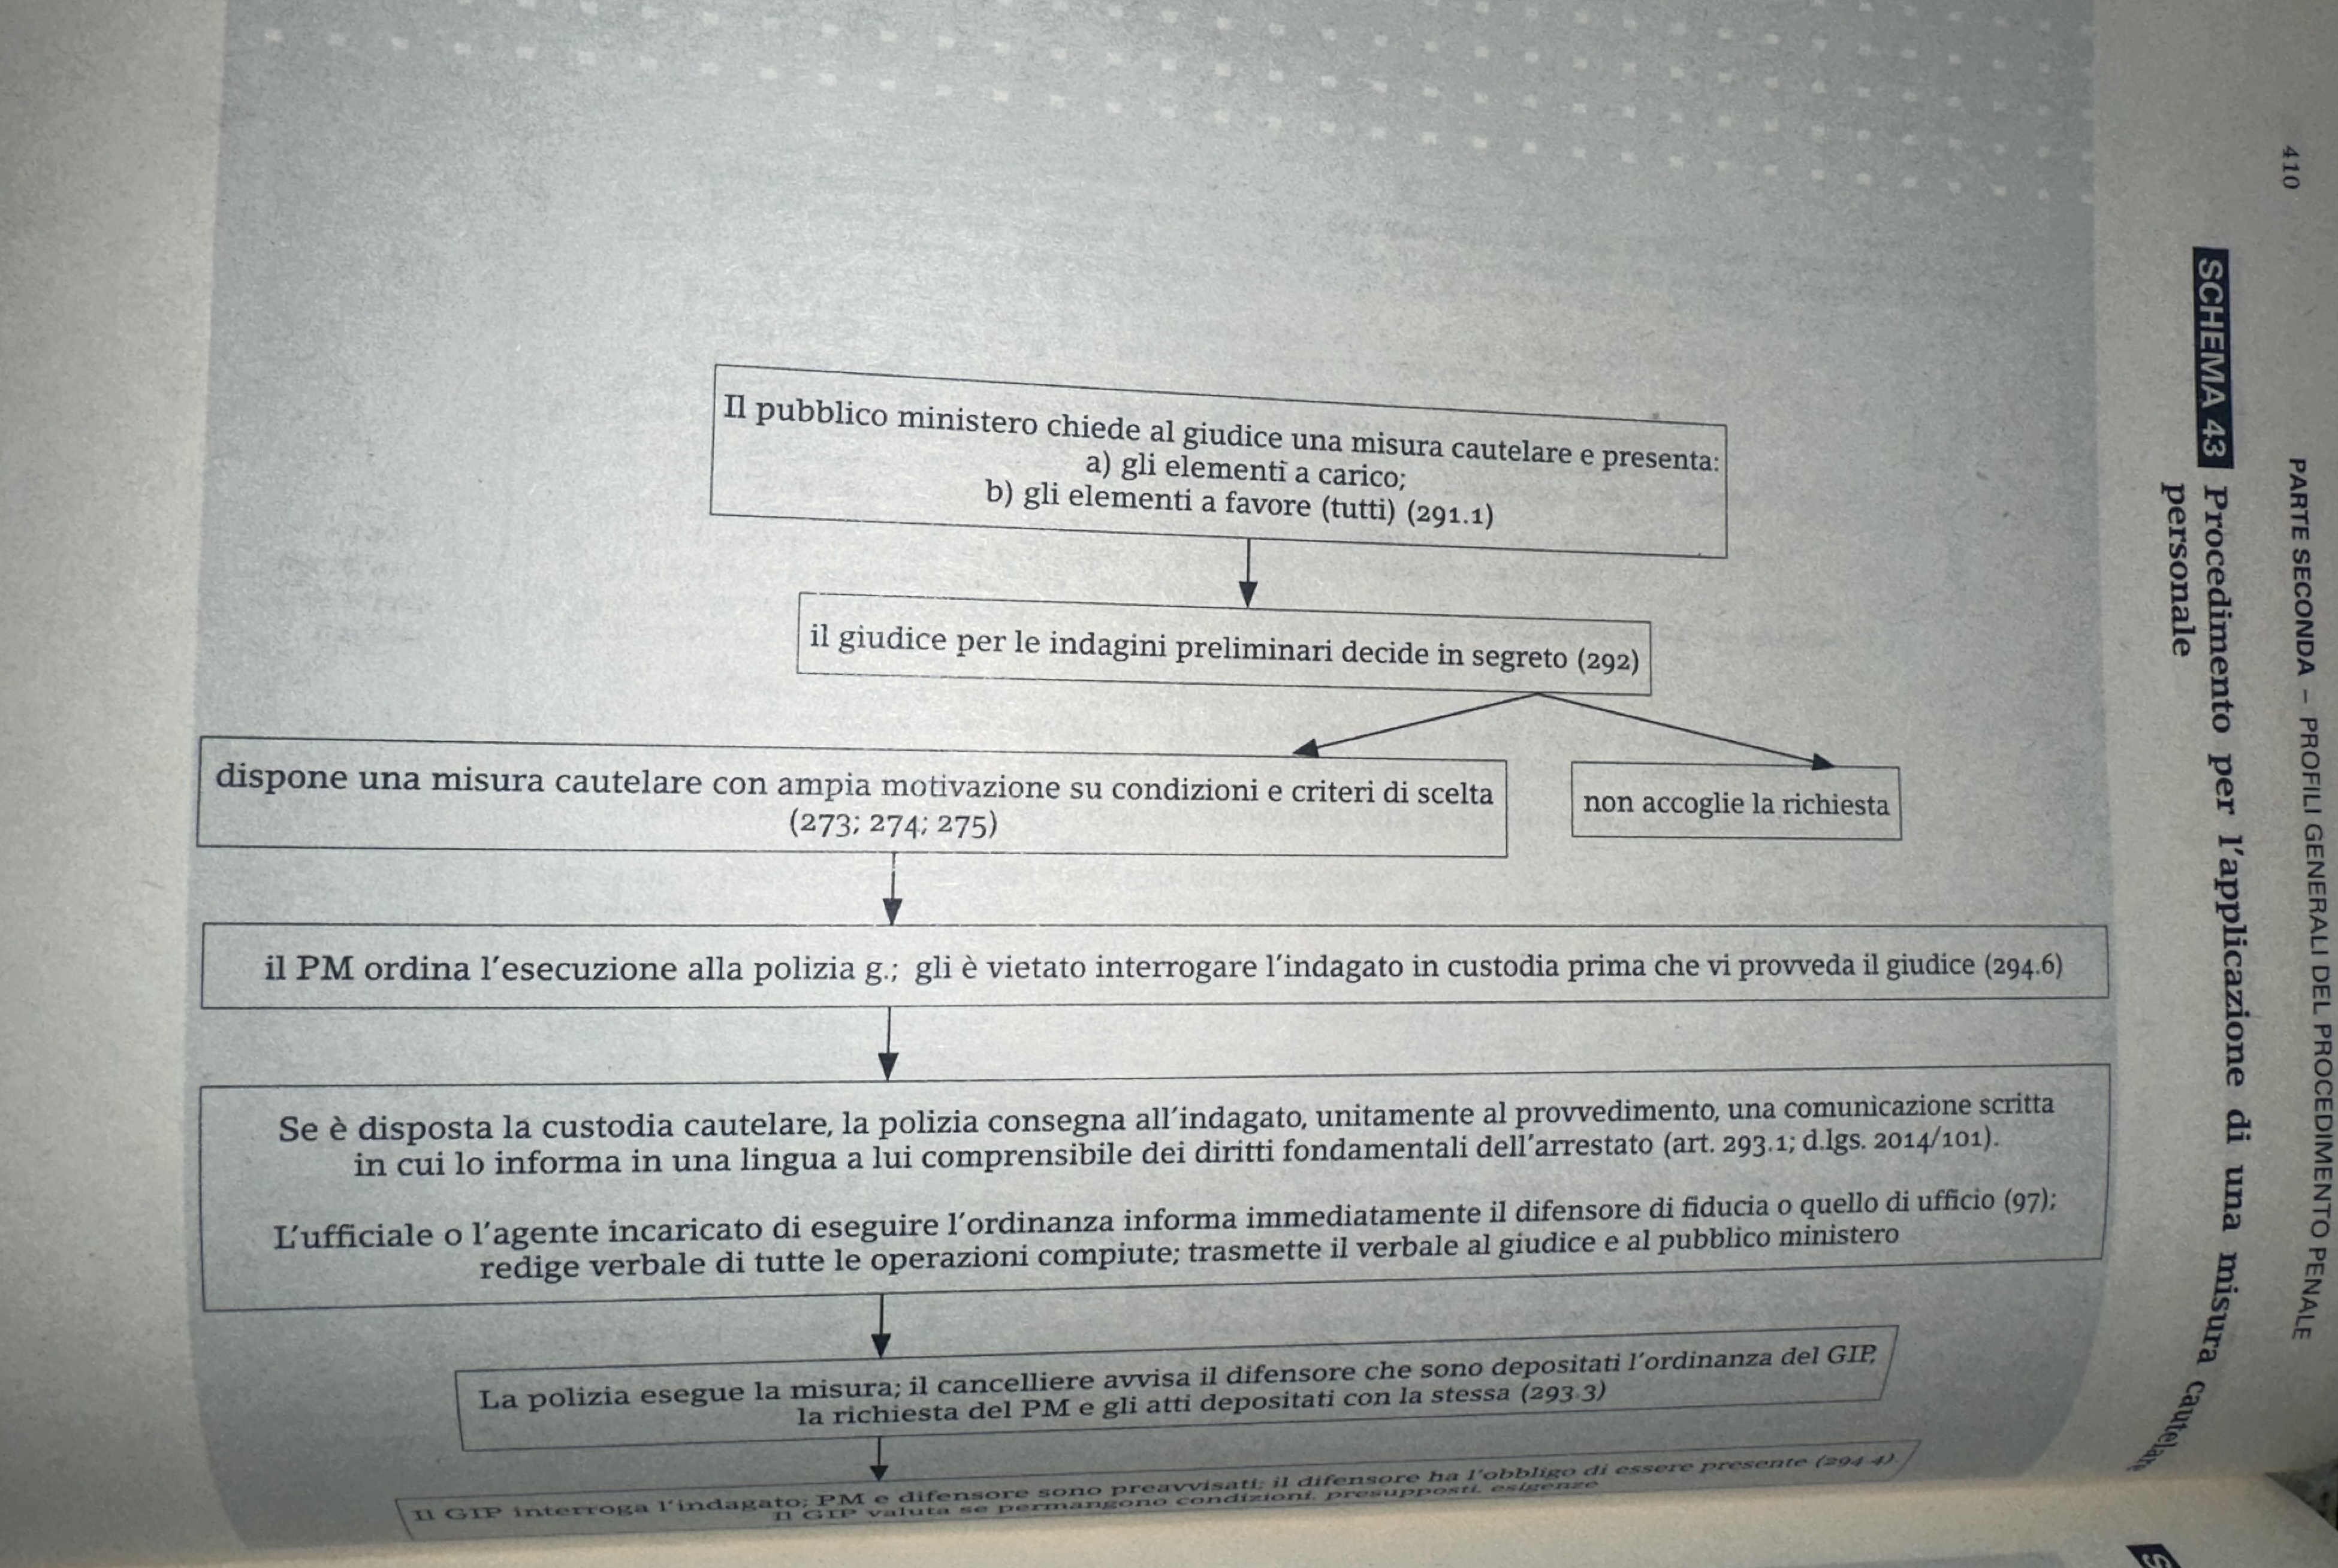 410
PARTE SECONDA – PROFILI GENERALI DEL PROCEDIMENTO PENALE
SCHEMA 43 Procedimento per l'applicazione di una misura cautelare
personale
Il pubblico ministero chiede al giudice una misura cautelare e presenta:
a) gli elementi a carico;
b) gli elementi a favore (tutti) (291.1)
il giudice per le indagini preliminari decide in segreto (292)
dispone una misura cautelare con ampia motivazione su condizioni e criteri di scelta
(273; 274; 275)
non accoglie la richiesta
il PM ordina l'esecuzione alla polizia g.; gli è vietato interrogare l'indagato in custodia prima che vi provveda il giudice (294.6)
Se è disposta la custodia cautelare, la polizia consegna all'indagato, unitamente al provvedimento, una comunicazione scritta
in cui lo informa in una lingua a lui comprensibile dei diritti fondamentali dell'arrestato (art. 293.1; d.lgs. 2014/101).
L'ufficiale o l'agente incaricato di eseguire l'ordinanza informa immediatamente il difensore di fiducia o quello di ufficio (97);
redige verbale di tutte le operazioni compiute; trasmette il verbale al giudice e al pubblico ministero
La polizia esegue la misura; il cancelliere avvisa il difensore che sono depositati l'ordinanza del GIP,
la richiesta del PM e gli atti depositati con la stessa (293.3)
Il GIP interroga l'indagato; PM e difensore sono preavvisati; il difensore ha l'obbligo di essere presente (294.4).
Il GIP valuta se permangono condizioni, presupposti, esigenze